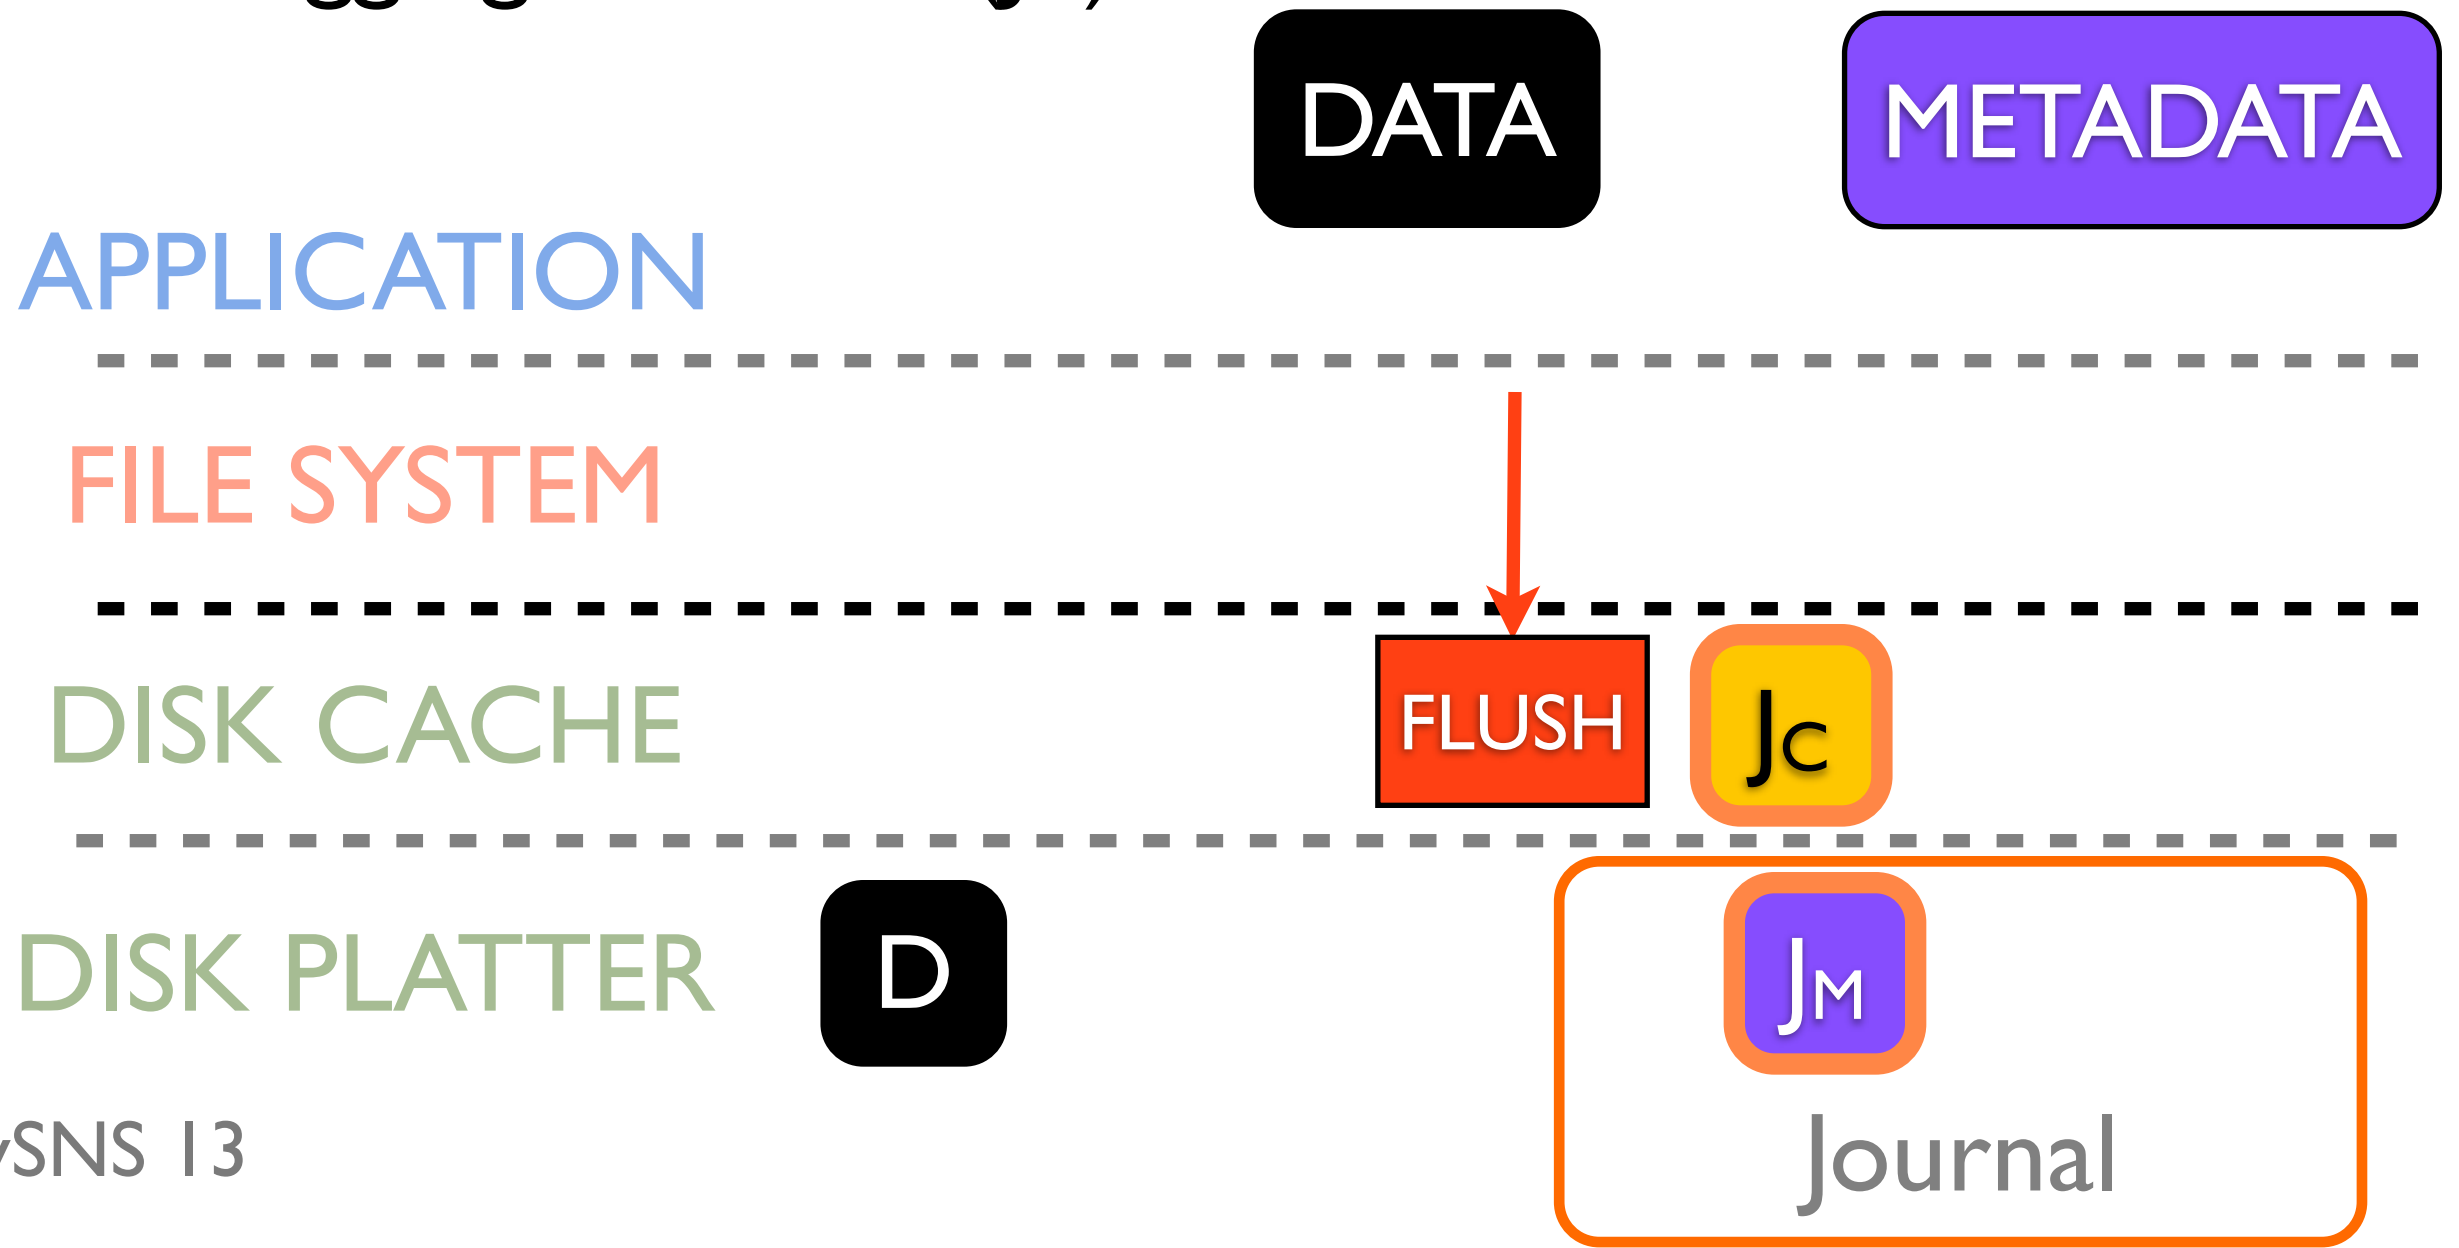 DATA METADATA
APPLICATION
FILE SYSTEM
DISK CACHE FLUSH JC
DISK PLATTER D JM
SNS 13 Journal